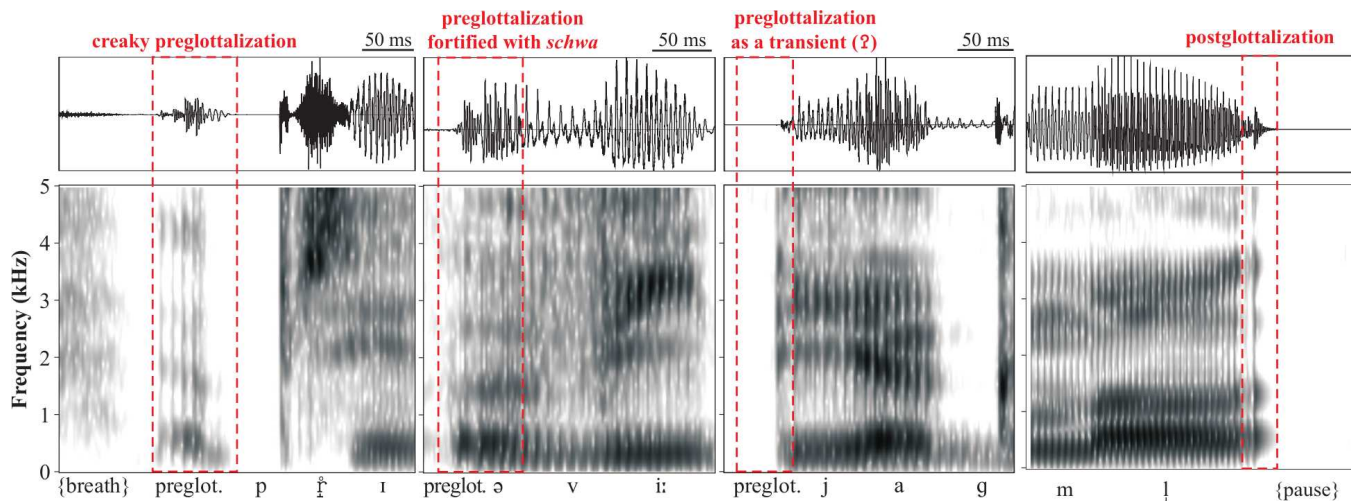 creaky preglottalization
50 ms
preglottalization
fortified with schwa
50 ms
preglottalization
as a transient (?)
50 ms
postglottalization
Frequency (kHz)
5
4
3
2
1
0
{breath} preglot. p r̝̊ ɪ
preglot. ə v iː
preglot. j a ɡ
m l̩ {pause}